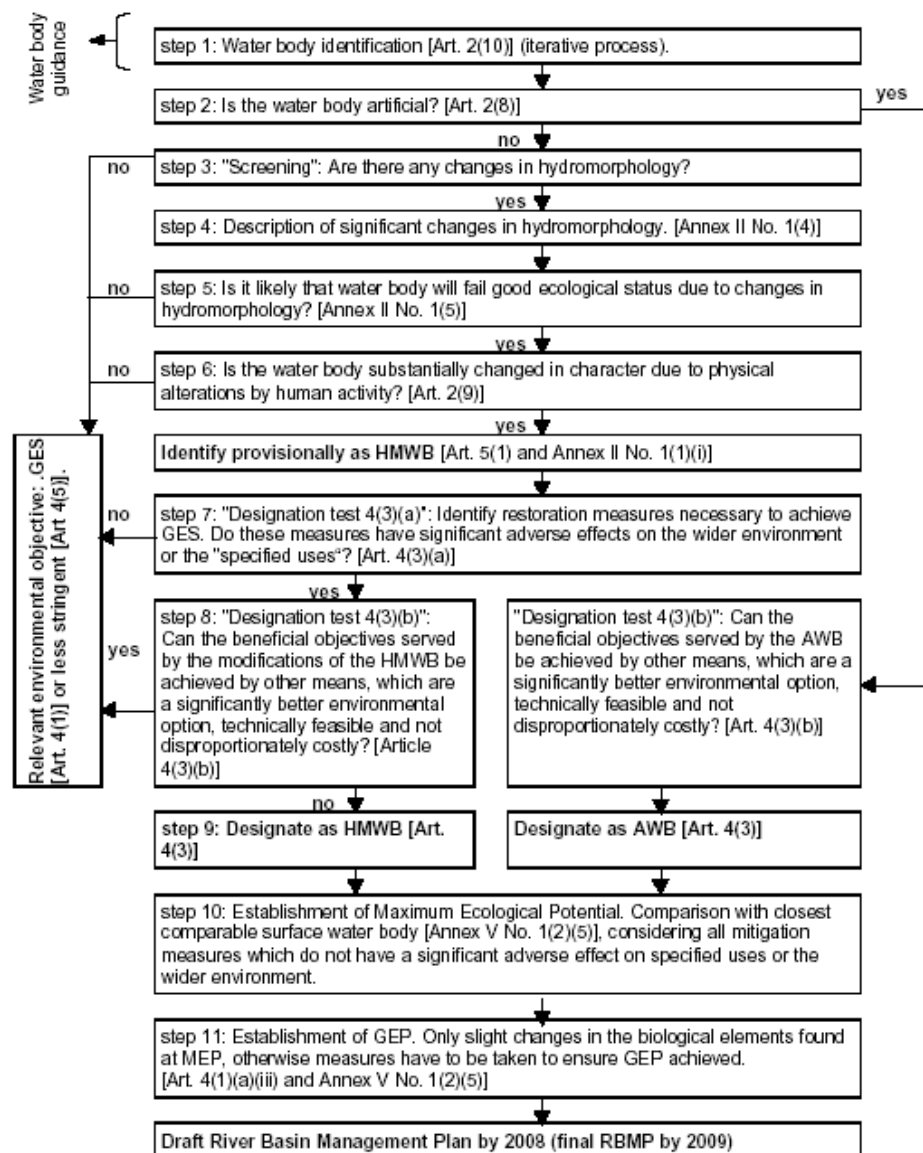 Water body
guidance
step 1: Water body identification [Art. 2(10)] (iterative process).
step 2: Is the water body artificial? [Art. 2(8)]
yes
no
no
step 3: "Screening": Are there any changes in hydromorphology?
yes
step 4: Description of significant changes in hydromorphology. [Annex II No. 1(4)]
no
step 5: Is it likely that water body will fail good ecological status due to changes in
hydromorphology? [Annex II No. 1(5)]
yes
no
step 6: Is the water body substantially changed in character due to physical
alterations by human activity? [Art. 2(9)]
yes
Identify provisionally as HMWB [Art. 5(1) and Annex II No. 1(1)(i)]
Relevant environmental objective: .GES
[Art. 4(1)] or less stringent [Art 4(5)].
no
step 7: "Designation test 4(3)(a)": Identify restoration measures necessary to achieve
GES. Do these measures have significant adverse effects on the wider environment
or the "specified uses“? [Art. 4(3)(a)]
yes
yes
step 8: "Designation test 4(3)(b)":
Can the beneficial objectives served
by the modifications of the HMWB be
achieved by other means, which are
a significantly better environmental
option, technically feasible and not
disproportionately costly? [Article
4(3)(b)]
"Designation test 4(3)(b)": Can the
beneficial objectives served by the AWB
be achieved by other means, which are a
significantly better environmental option,
technically feasible and not
disproportionately costly? [Art. 4(3)(b)]
no
step 9: Designate as HMWB [Art.
4(3)]
Designate as AWB [Art. 4(3)]
step 10: Establishment of Maximum Ecological Potential. Comparison with closest
comparable surface water body [Annex V No. 1(2)(5)], considering all mitigation
measures which do not have a significant adverse effect on specified uses or the
wider environment.
step 11: Establishment of GEP. Only slight changes in the biological elements found
at MEP, otherwise measures have to be taken to ensure GEP achieved.
[Art. 4(1)(a)(iii) and Annex V No. 1(2)(5)]
Draft River Basin Management Plan by 2008 (final RBMP by 2009)